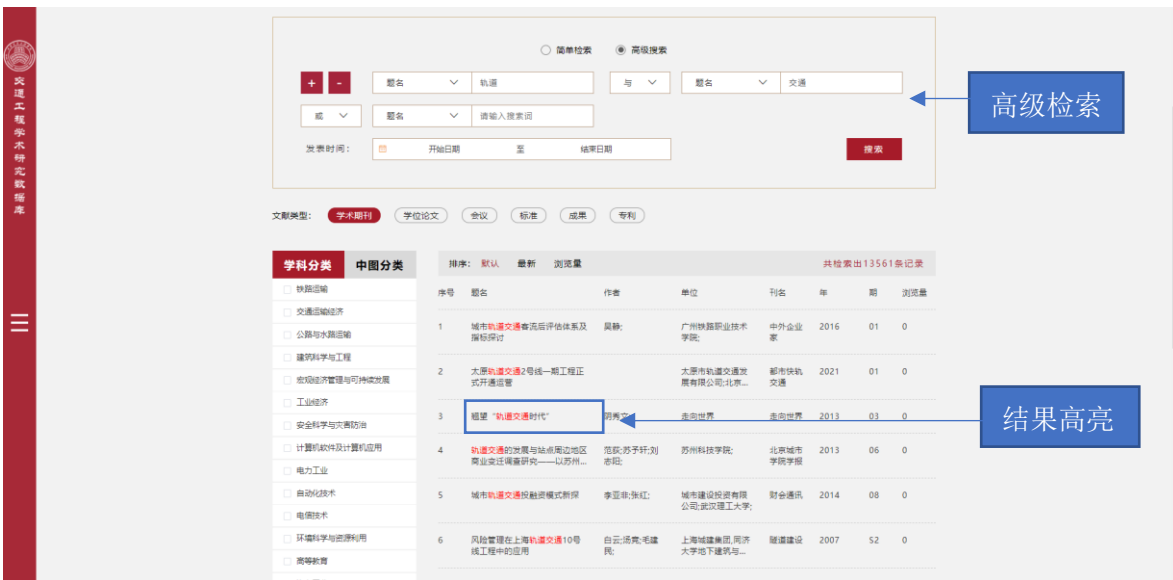 交通工程学术研究数据库
简单检索 高级搜索
+ - 题名 轨道 与 题名 交通
或 题名 请输入搜索词
发表时间: 开始日期 至 结束日期 搜索
高级检索
文献类型: 学术期刊 学位论文 会议 标准 成果 专利
学科分类 中图分类
铁路运输
交通运输经济
公路与水路运输
建筑科学与工程
宏观经济管理与可持续发展
工业经济
安全科学与灾害防治
计算机软件及计算机应用
电力工业
自动化技术
电信技术
环境科学与资源利用
高等教育
排序: 默认 最新 浏览量 共检索出13561条记录
序号 题名 作者 单位 刊名 年 期 浏览量
1 城市轨道交通客流后评估体系及 吴静; 广州铁路职业技术 中外企业 2016 01 0
指标探讨 学院; 家
2 太原轨道交通2号线一期工程正 太原市轨道交通发 都市快轨 2021 01 0
式开通运营 展有限公司;北京... 交通
3 翘望“轨道交通时代” 阴秀文 走向世界 走向世界 2013 03 0
结果高亮
4 轨道交通的发展与站点周边地区 范荻;苏予轩;刘 苏州科技学院; 北京城市 2013 06 0
商业变迁调查研究——以苏州... 志阳; 学院学报
5 城市轨道交通投融资模式新探 李亚非;张红; 城市建设投资有限 财会通讯 2014 08 0
公司;武汉理工大学;
6 风险管理在上海轨道交通10号 白云;汤竞;毛建 上海城建集团,同济 隧道建设 2007 S2 0
线工程中的应用 民; 大学地下建筑与...